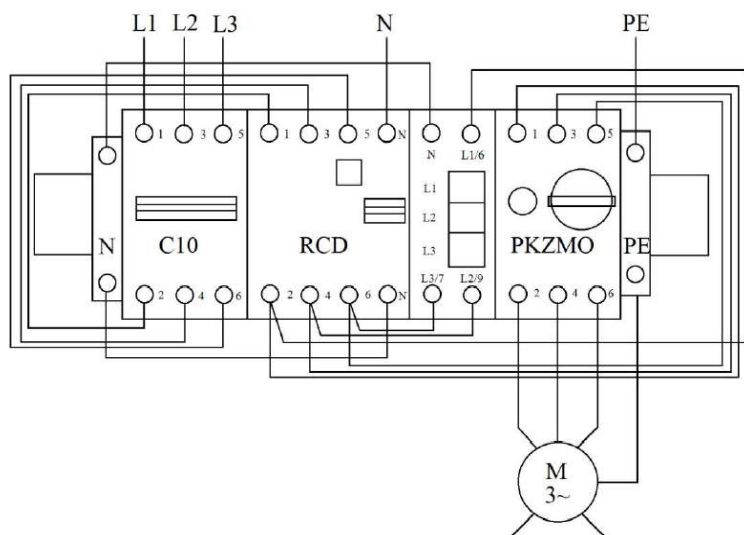 L1 L2 L3 N PE
1 3 5 1 3 5 N N L1/6 1 3 5
L1
L2
L3
N C10 RCD PKZMO PE
L3/7 L2/9
2 4 6 2 4 6 N 2 4 6
M
3~